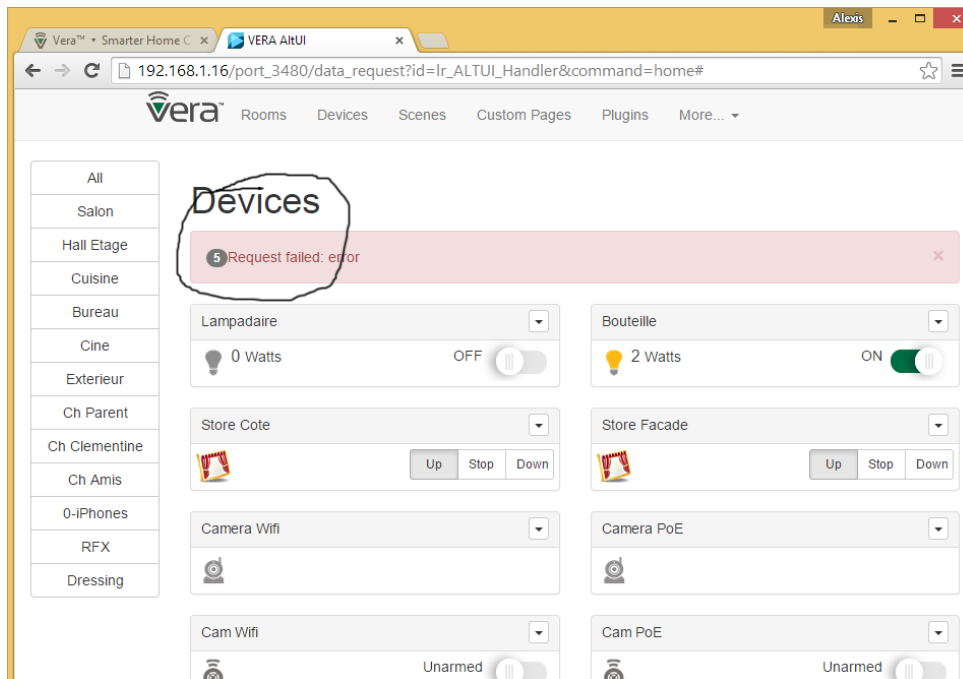 Alexis
Vera™ • Smarter Home C
VERA AltUI
192.168.1.16/port_3480/data_request?id=lr_ALTUI_Handler&command=home#
vera™ Rooms Devices Scenes Custom Pages Plugins More...
All
Salon
Hall Etage
Cuisine
Bureau
Cine
Exterieur
Ch Parent
Ch Clementine
Ch Amis
0-iPhones
RFX
Dressing
Devices
5 Request failed: error ×
Lampadaire
0 Watts OFF
Bouteille
2 Watts ON
Store Cote
Up Stop Down
Store Facade
Up Stop Down
Camera Wifi
Camera PoE
Cam Wifi
Unarmed
Cam PoE
Unarmed